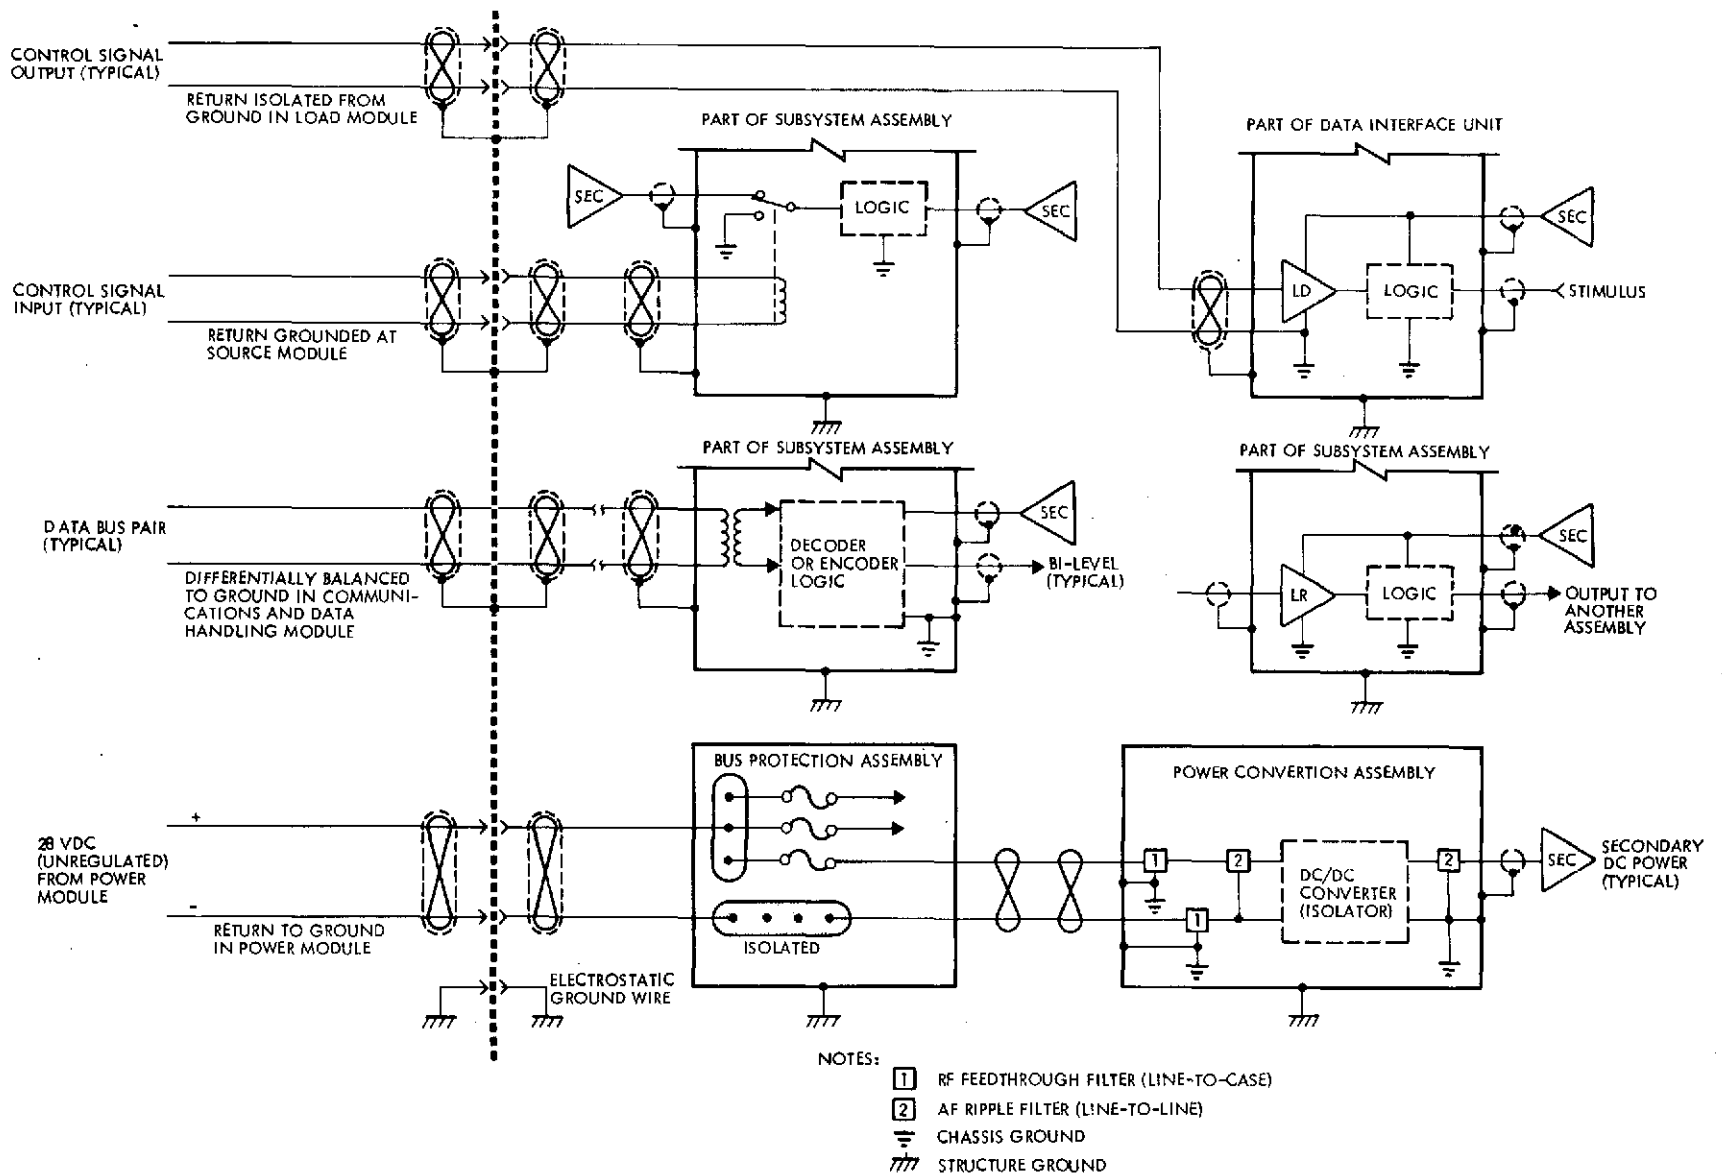 CONTROL SIGNAL
OUTPUT (TYPICAL)
RETURN ISOLATED FROM
GROUND IN LOAD MODULE
PART OF SUBSYSTEM ASSEMBLY
SEC
LOGIC
SEC
PART OF DATA INTERFACE UNIT
SEC
LD
LOGIC
STIMULUS
CONTROL SIGNAL
INPUT (TYPICAL)
RETURN GROUNDED AT
SOURCE MODULE
PART OF SUBSYSTEM ASSEMBLY
SEC
DECODER
OR ENCODER
LOGIC
BI-LEVEL
(TYPICAL)
PART OF SUBSYSTEM ASSEMBLY
SEC
LR
LOGIC
OUTPUT TO
ANOTHER
ASSEMBLY
DATA BUS PAIR
(TYPICAL)
DIFFERENTIALLY BALANCED
TO GROUND IN COMMUNI-
CATIONS AND DATA
HANDLING MODULE
28 VDC
(UNREGULATED)
FROM POWER
MODULE
+
-
RETURN TO GROUND
IN POWER MODULE
ELECTROSTATIC
GROUND WIRE
BUS PROTECTION ASSEMBLY
ISOLATED
POWER CONVERTION ASSEMBLY
1
2
DC/DC
CONVERTER
(ISOLATOR)
2
1
SEC
SECONDARY
DC POWER
(TYPICAL)
NOTES:
1 RF FEEDTHROUGH FILTER (LINE-TO-CASE)
2 AF RIPPLE FILTER (LINE-TO-LINE)
CHASSIS GROUND
STRUCTURE GROUND